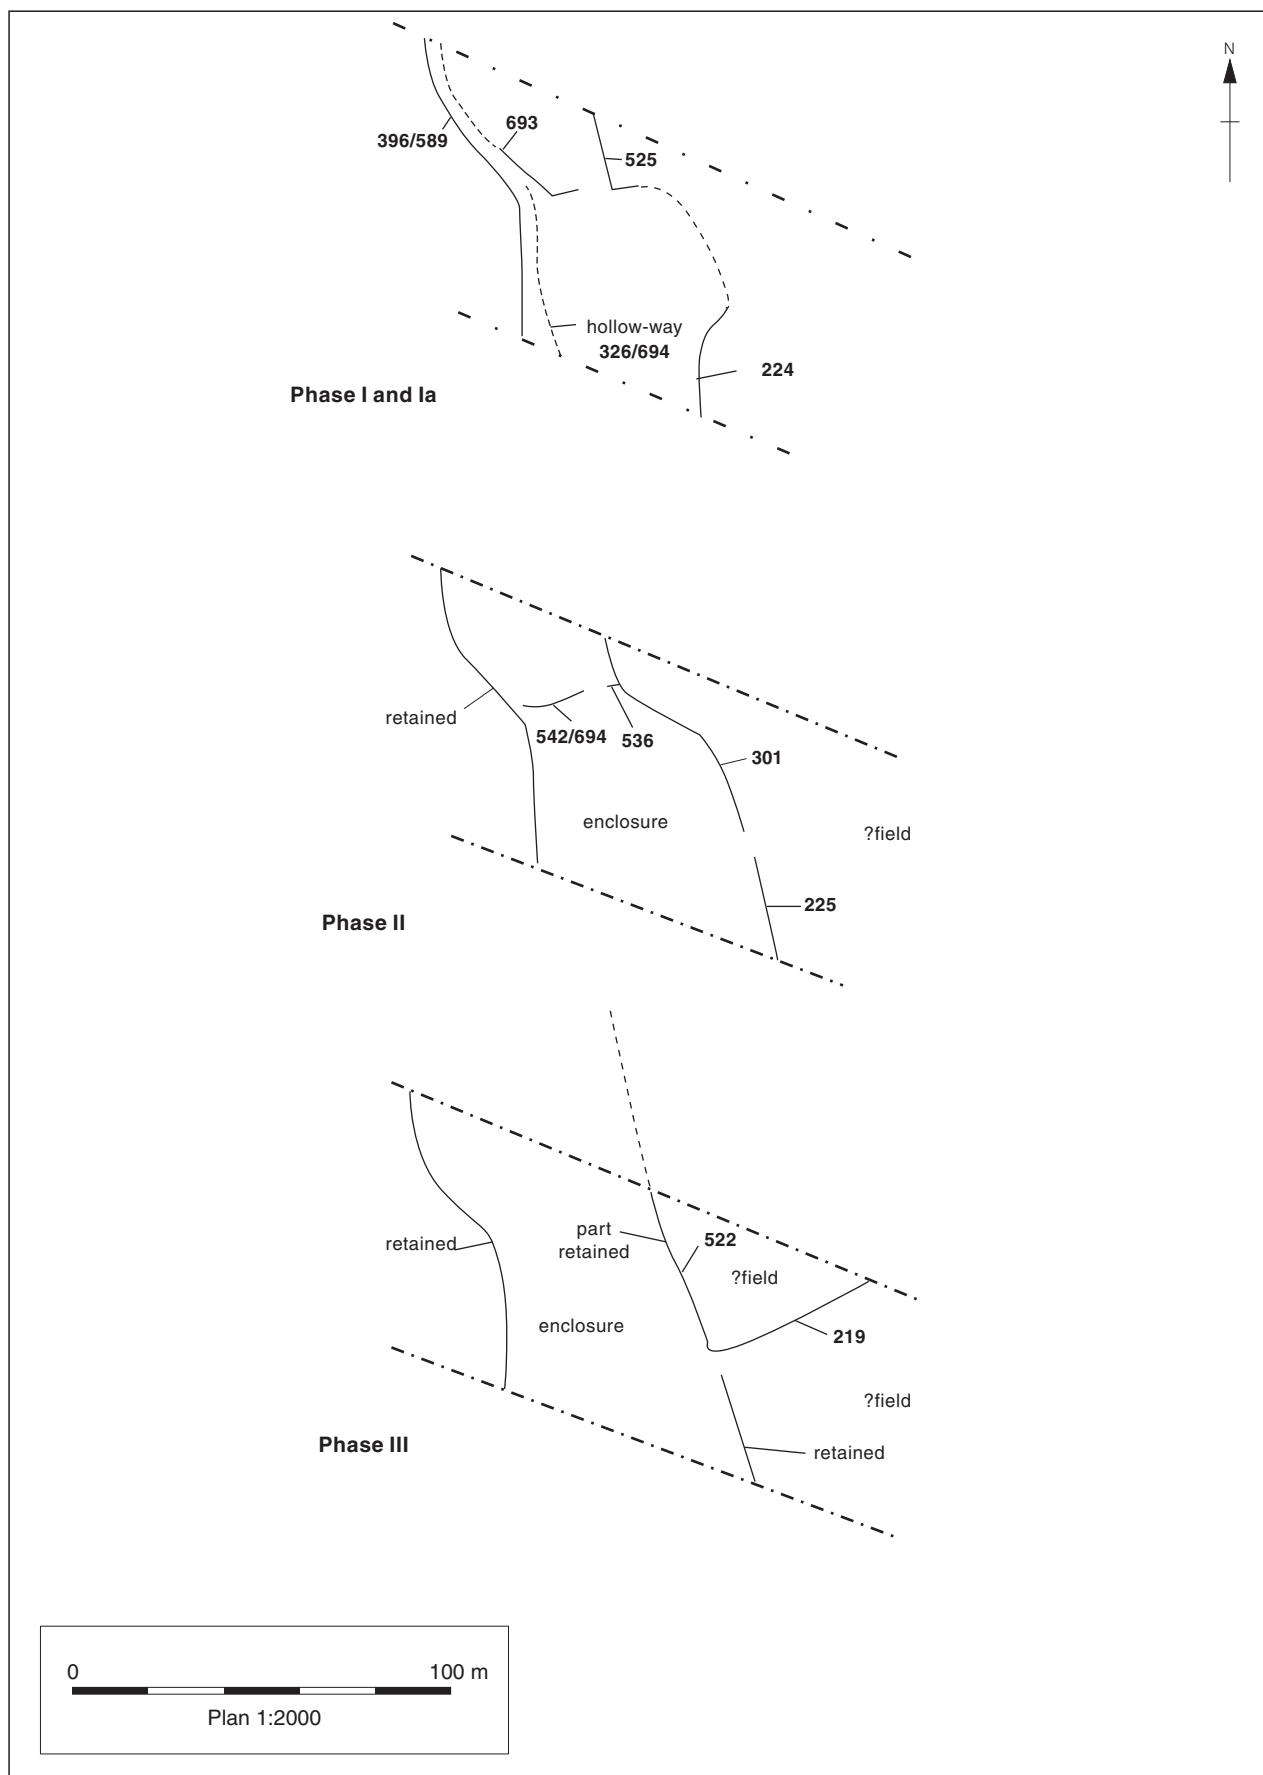 N
693
396/589
525
hollow-way
326/694
224
Phase I and Ia
retained
542/694
536
301
enclosure
?field
225
Phase II
part
retained
522
retained
?field
enclosure
219
?field
Phase III
retained
0 100 m
Plan 1:2000